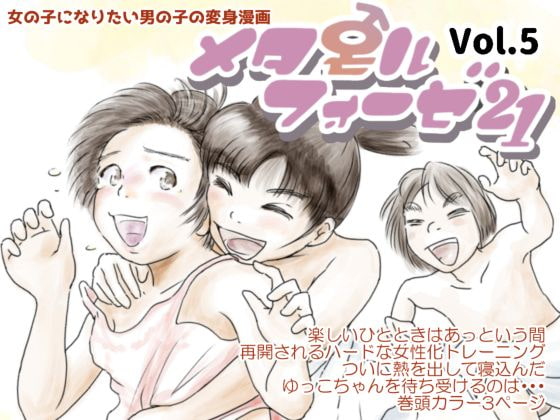 女の子になりたい男の子の変身漫画
Vol.5
メタ
ル
フォーゼ21
楽しいひとときはあっという間
再開されるハードな女性化トレーニング
ついに熱を出して寝込んだ
ゆっこちゃんを待ち受けるのは・・・
巻頭カラー3ページ